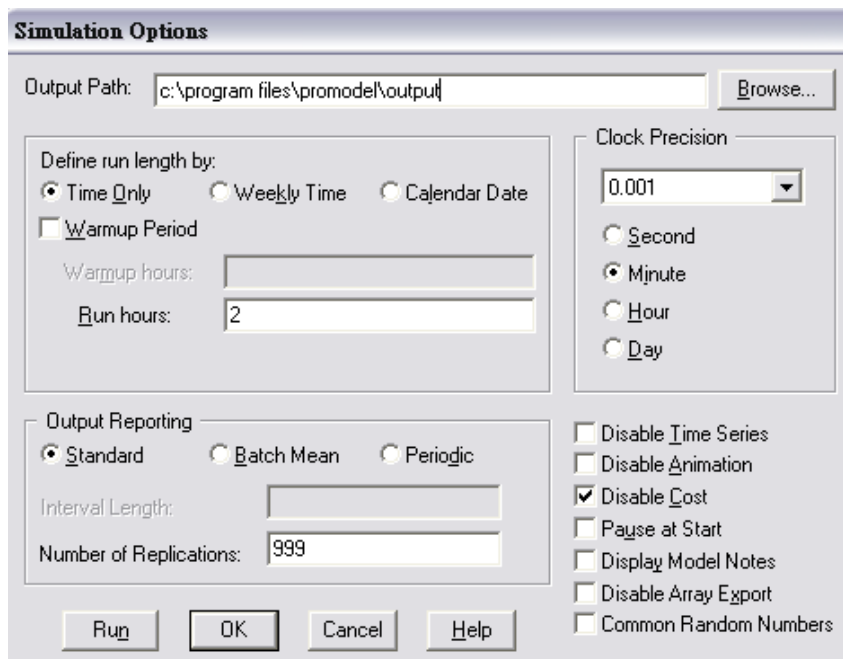 Simulation Options
Output Path: c:\program files\promodel\output Browse...
Define run length by:
Time Only Weekly Time Calendar Date
Warmup Period
Warmup hours:
Run hours: 2
Clock Precision
0.001
Second
Minute
Hour
Day
Output Reporting
Standard Batch Mean Periodic
Interval Length:
Number of Replications: 999
Disable Time Series
Disable Animation
Disable Cost
Pause at Start
Display Model Notes
Disable Array Export
Common Random Numbers
Run OK Cancel Help